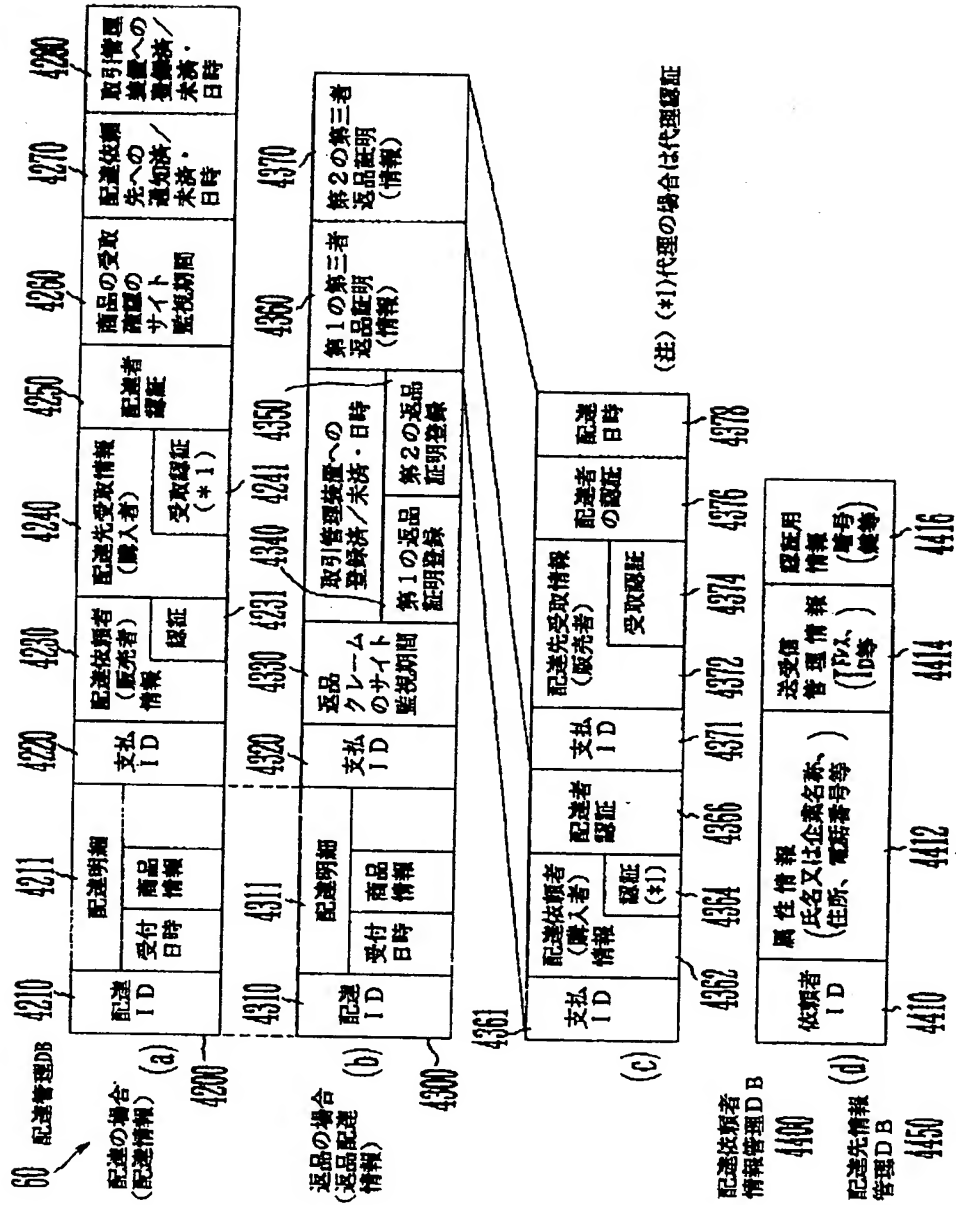 60
配達管理DB
配達の場合
(配達情報)
4200
(a)
4210
配達
ID
4211
配達明細
受付
日時
商品
情報
4220
支払
ID
4230
配達依頼者
(販売者)
情報
認証
4231
4240
配達先受取情報
(購入者)
受取認証
(*1)
4241
4250
配達者
認証
4260
商品の受取
確認の
サイト
監視期間
4270
配達依頼
先への
通知済/
未済・
日時
4280
取引管理
装置への
登録済/
未済・
日時
返品の場合
(返品配達
情報)
4300
(b)
4310
配達
ID
4311
配達明細
受付
日時
商品
情報
4320
支払
ID
4330
返品
クレーム
のサイト
監視期間
4340
取引管理装置への
登録済/未済・日時
第1の返品
証明登録
4350
第2の返品
証明登録
4360
第1の第三者
返品証明
(情報)
4370
第2の第三者
返品証明
(情報)
(c)
4361
支払
ID
4362
配達依頼者
(購入者)
情報
認証
(*1)
4364
配達者
認証
4366
支払
ID
4371
配達先受取情報
(販売者)
4372
受取認証
4374
配達者
の認証
4376
配達
日時
4378
(注)(*1)代理の場合は代理認証
配達依頼者
情報管理DB
4400
配達先情報
管理DB
4450
(d)
依頼者
ID
4410
属性情報
(氏名又は企業名称、
住所、電話番号等)
4412
送受信
管理情報
(アドレス、
ID等)
4414
認証用
情報
(暗号)
(鍵等)
4416